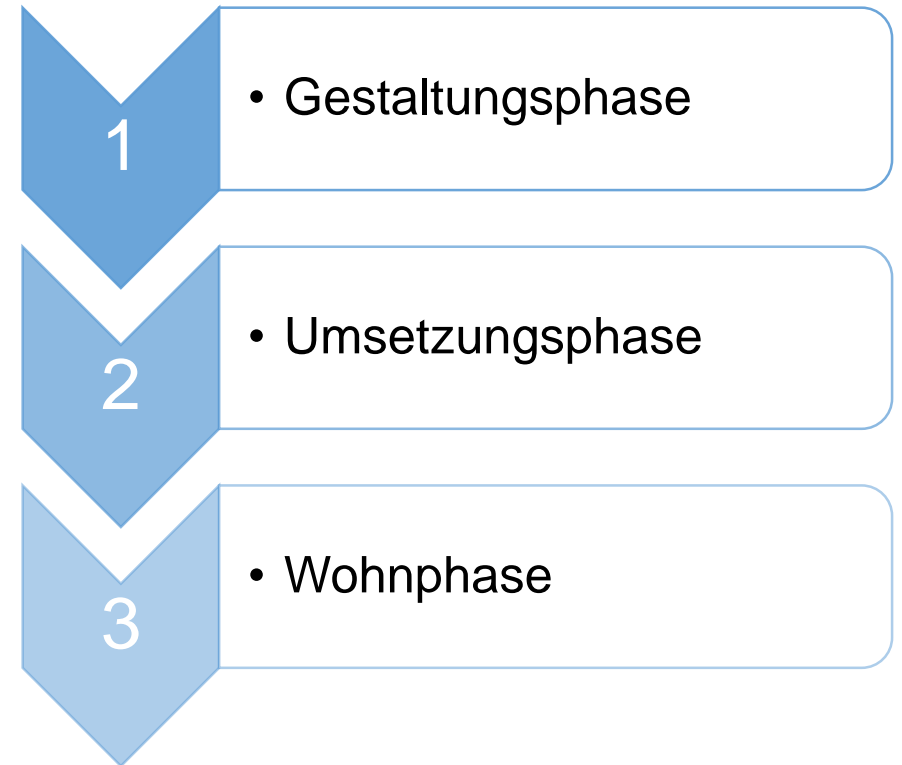 1
• Gestaltungsphase
2
• Umsetzungsphase
3
• Wohnphase